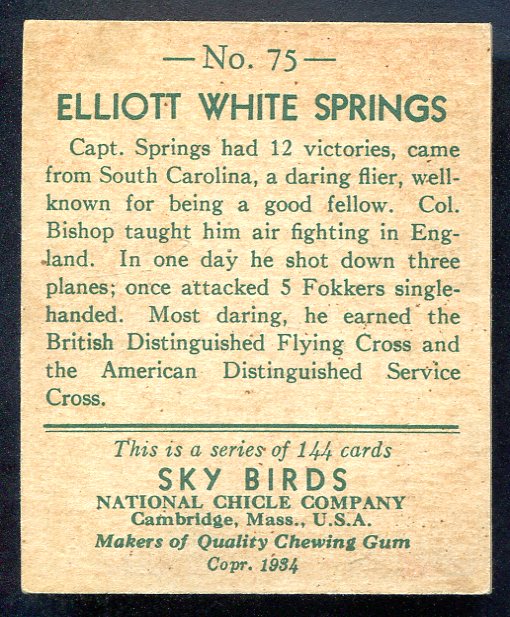 — No. 75 —
ELLIOTT WHITE SPRINGS
Capt. Springs had 12 victories, came
from South Carolina, a daring flier, well-
known for being a good fellow. Col.
Bishop taught him air fighting in Eng-
land. In one day he shot down three
planes; once attacked 5 Fokkers single-
handed. Most daring, he earned the
British Distinguished Flying Cross and
the American Distinguished Service
Cross.
This is a series of 144 cards
SKY BIRDS
NATIONAL CHICLE COMPANY
Cambridge, Mass., U.S.A.
Makers of Quality Chewing Gum
Copr. 1934